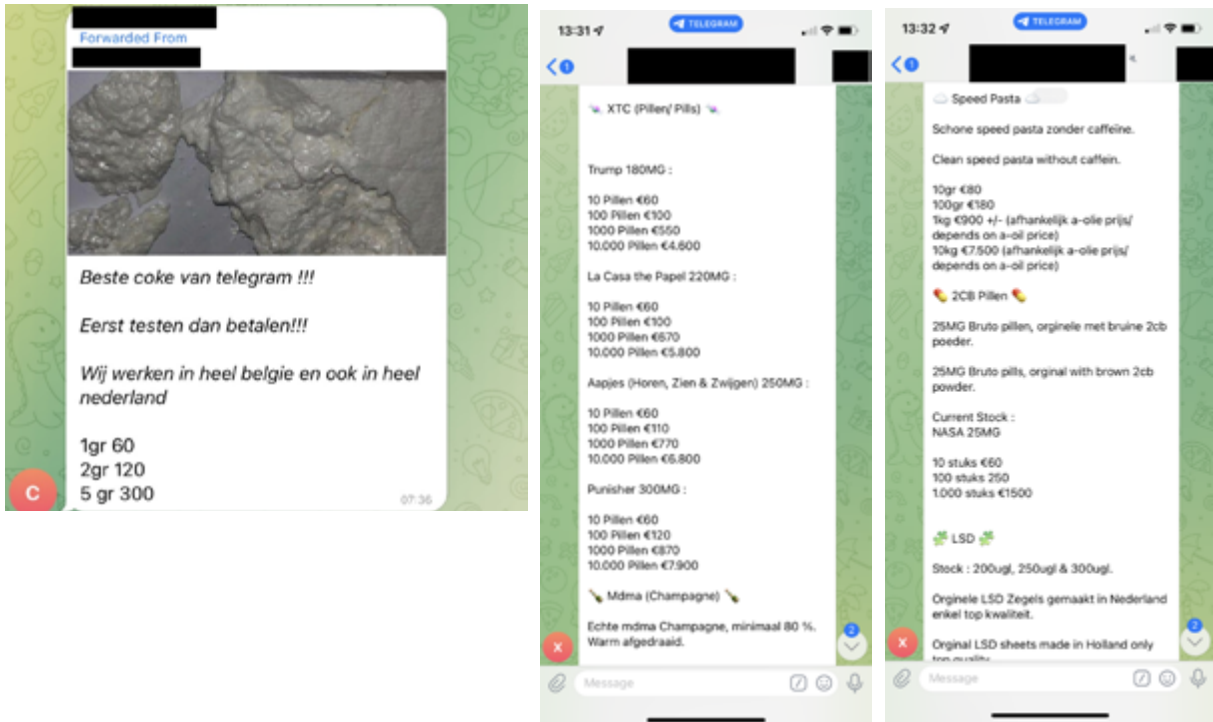 Forwarded From
Beste coke van telegram !!!
Eerst testen dan betalen!!!
Wij werken in heel belgie en ook in heel
nederland
1gr 60
2gr 120
5 gr 300
07:36
C
13:31
TELEGRAM
1
XTC (Pillen/ Pills)
Trump 180MG :
10 Pillen €60
100 Pillen €100
1000 Pillen €550
10.000 Pillen €4.600
La Casa the Papel 220MG :
10 Pillen €60
100 Pillen €100
1000 Pillen €670
10.000 Pillen €5.800
Aapjes (Horen, Zien & Zwijgen) 250MG :
10 Pillen €60
100 Pillen €110
1000 Pillen €770
10.000 Pillen €6.800
Punisher 300MG :
10 Pillen €60
100 Pillen €120
1000 Pillen €870
10.000 Pillen €7.900
Mdma (Champagne)
Echte mdma Champagne, minimaal 80 %.
Warm afgedraaid.
X
2
Message
13:32
TELEGRAM
1
Speed Pasta
Schone speed pasta zonder caffeïne.
Clean speed pasta without caffein.
10gr €80
100gr €180
1kg €900 +/- (afhankelijk a-olie prijs/
depends on a-oil price)
10kg €7.500 (afhankelijk a-olie prijs/
depends on a-oil price)
2CB Pillen
25MG Bruto pillen, orginele met bruine 2cb
poeder.
25MG Bruto pills, orginal with brown 2cb
powder.
Current Stock :
NASA 25MG
10 stuks €60
100 stuks 250
1.000 stuks €1500
LSD
Stock : 200ugl, 250ugl & 300ugl.
Orginele LSD Zegels gemaakt in Nederland
enkel top kwaliteit.
Orginal LSD sheets made in Holland only
top quality
X
2
Message